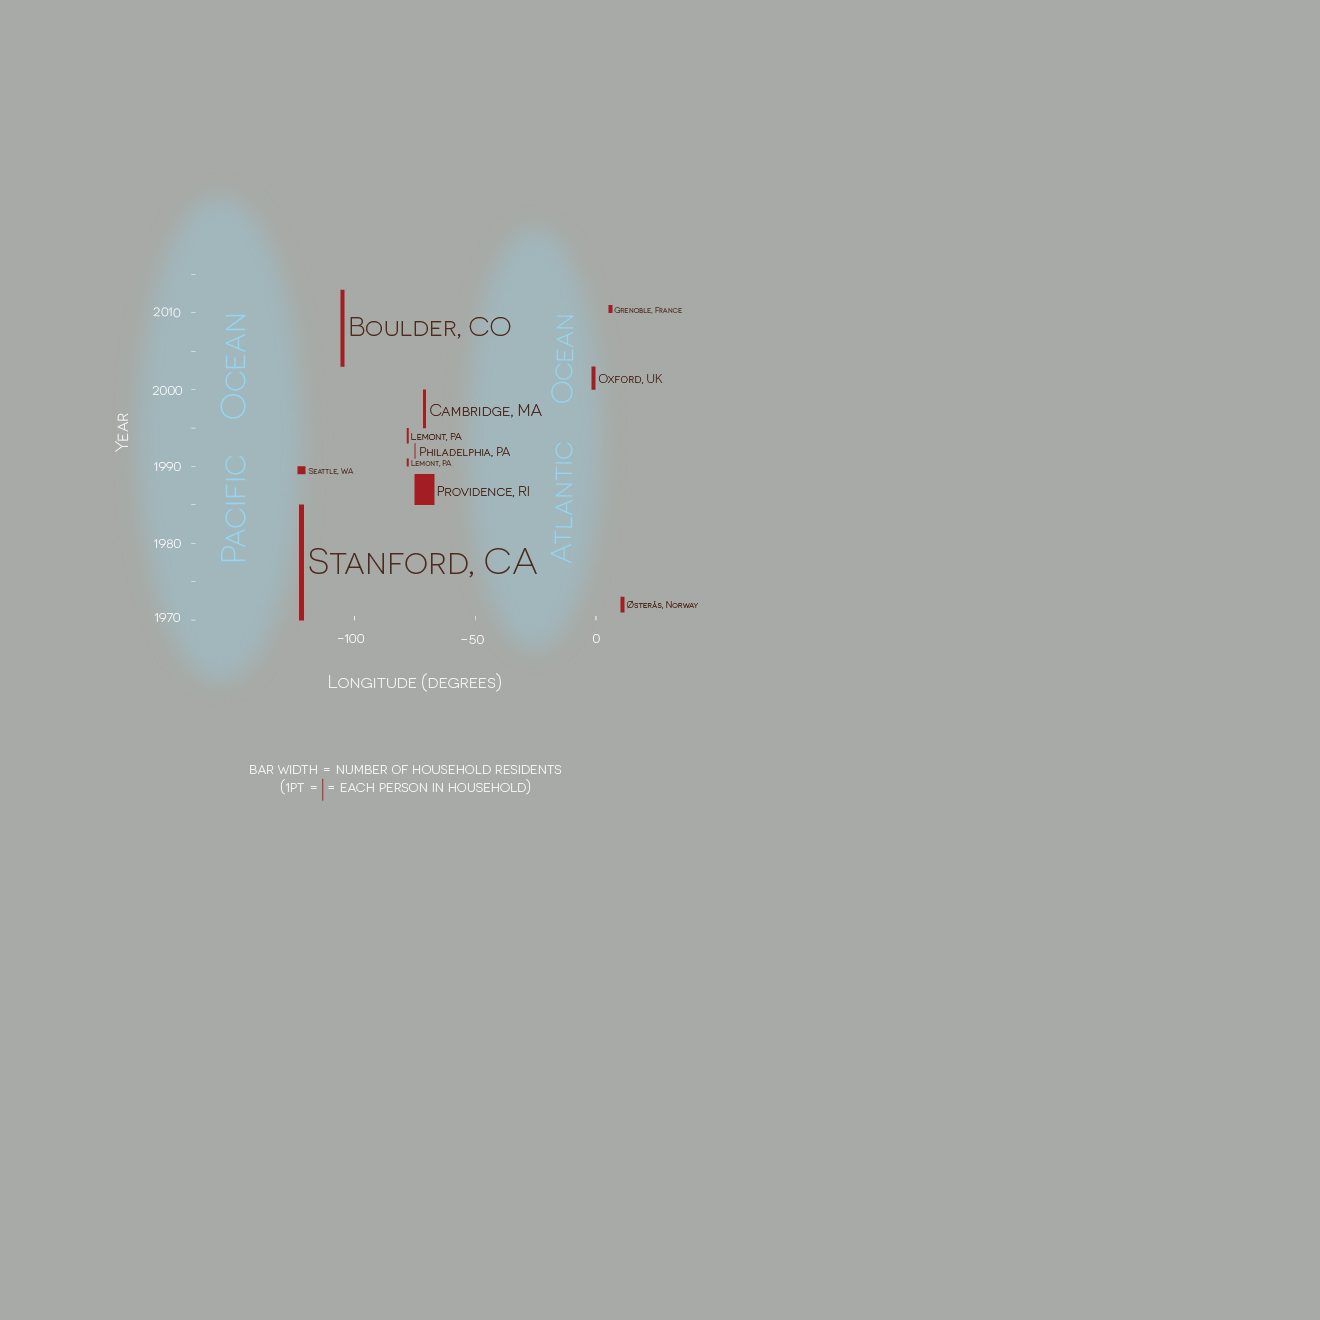 Pacific Ocean
Atlantic Ocean
Year
2010
2000
1990
1980
1970
Grenoble, France
Boulder, CO
Oxford, UK
Cambridge, MA
Lemont, PA
Philadelphia, PA
Lemont, PA
Seattle, WA
Providence, RI
Stanford, CA
Østerås, Norway
-100
-50
0
Longitude (degrees)
bar width = number of household residents
(1pt = | = each person in household)